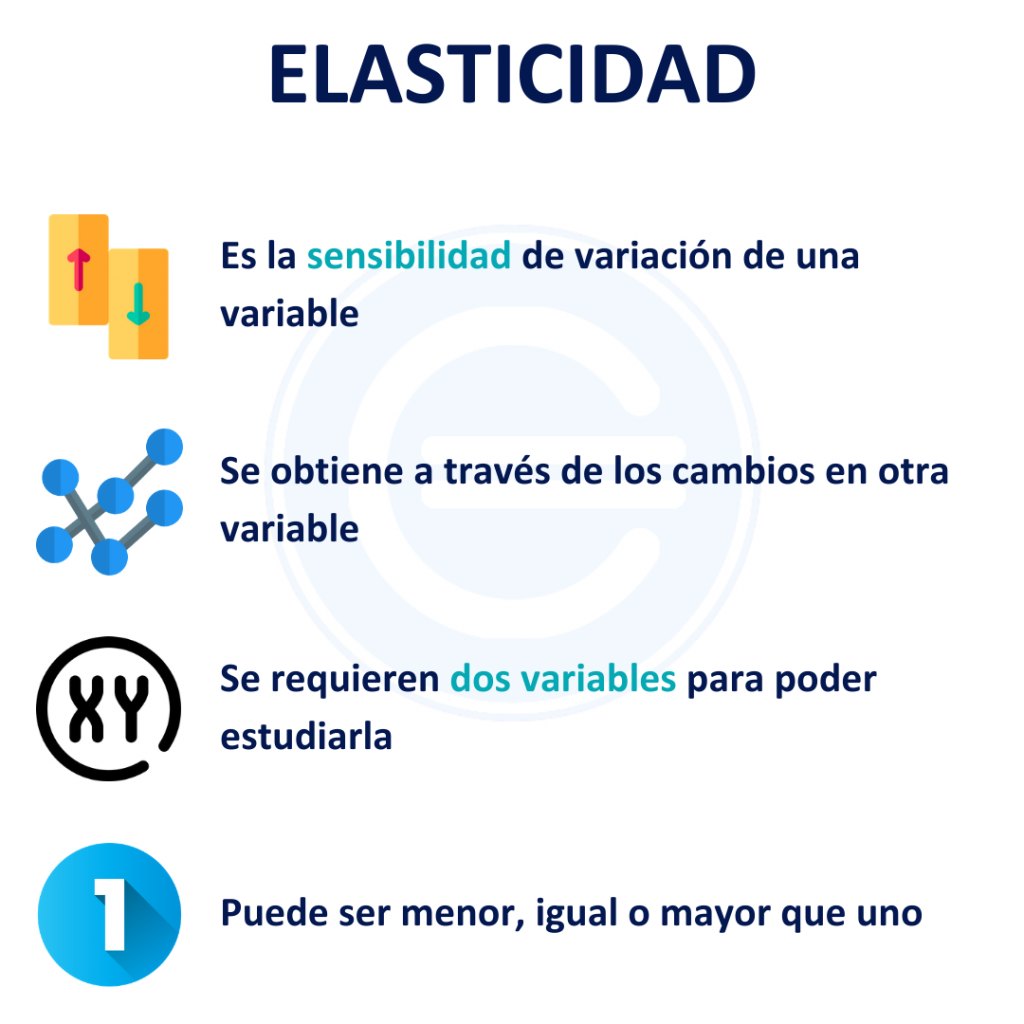 ELASTICIDAD
Es la sensibilidad de variación de una
variable
Se obtiene a través de los cambios en otra
variable
XY
Se requieren dos variables para poder
estudiarla
1
Puede ser menor, igual o mayor que uno